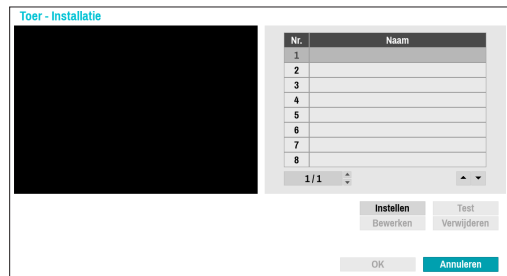 Toer - Installatie
Nr. Naam
1
2
3
4
5
6
7
8
1 / 1
Instellen Test
Bewerken Verwijderen
OK Annuleren